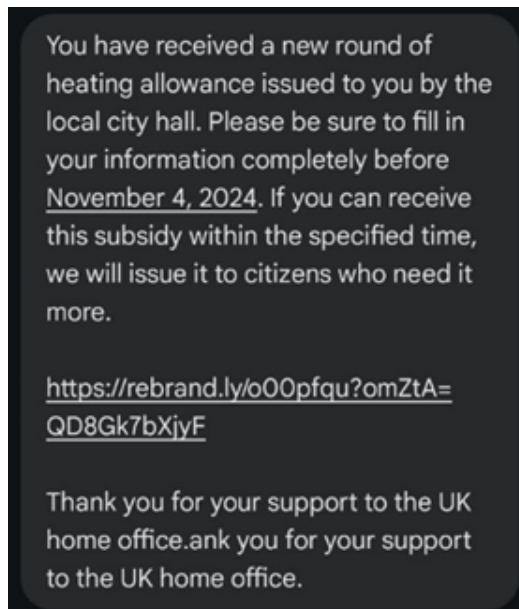 You have received a new round of
heating allowance issued to you by the
local city hall. Please be sure to fill in
your information completely before
November 4, 2024. If you can receive
this subsidy within the specified time,
we will issue it to citizens who need it
more.
https://rebrand.ly/oO0pfqu?omZtA=
QD8Gk7bXjyF
Thank you for your support to the UK
home office.ank you for your support
to the UK home office.